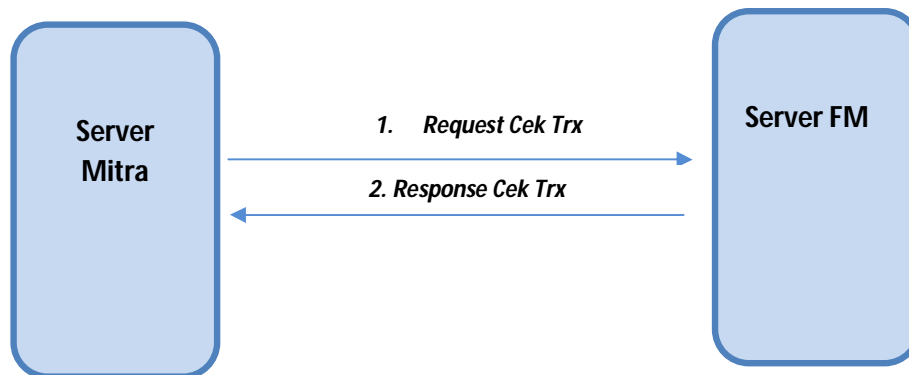 Server
Mitra
1. Request Cek Trx
2. Response Cek Trx
Server FM